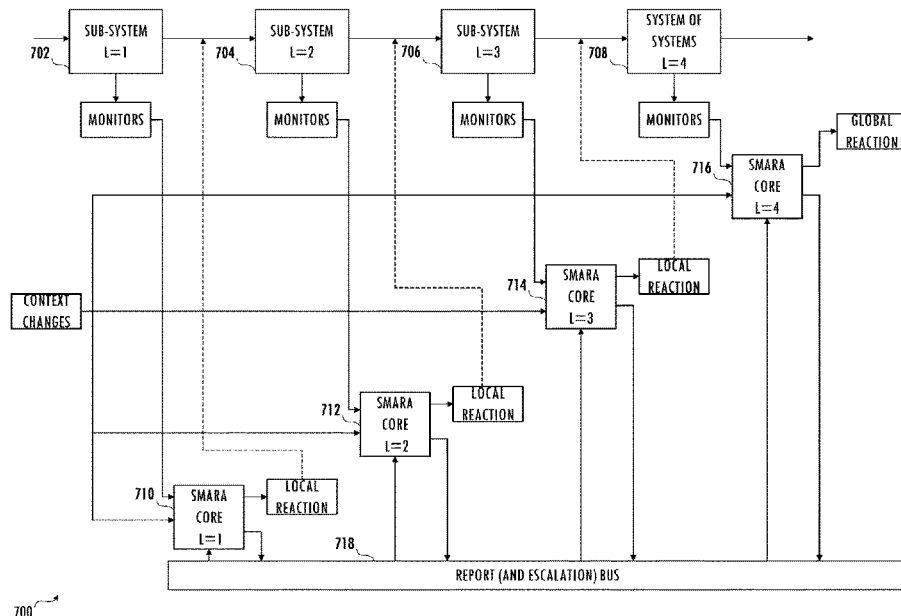 SUB-SYSTEM
L=1
702
SUB-SYSTEM
L=2
704
SUB-SYSTEM
L=3
706
SYSTEM OF
SYSTEMS
L=4
708
MONITORS
MONITORS
MONITORS
MONITORS
GLOBAL
REACTION
716
SMARA
CORE
L=4
CONTEXT
CHANGES
714
SMARA
CORE
L=3
LOCAL
REACTION
712
SMARA
CORE
L=2
LOCAL
REACTION
710
SMARA
CORE
L=1
LOCAL
REACTION
718
REPORT (AND ESCALATION) BUS
700